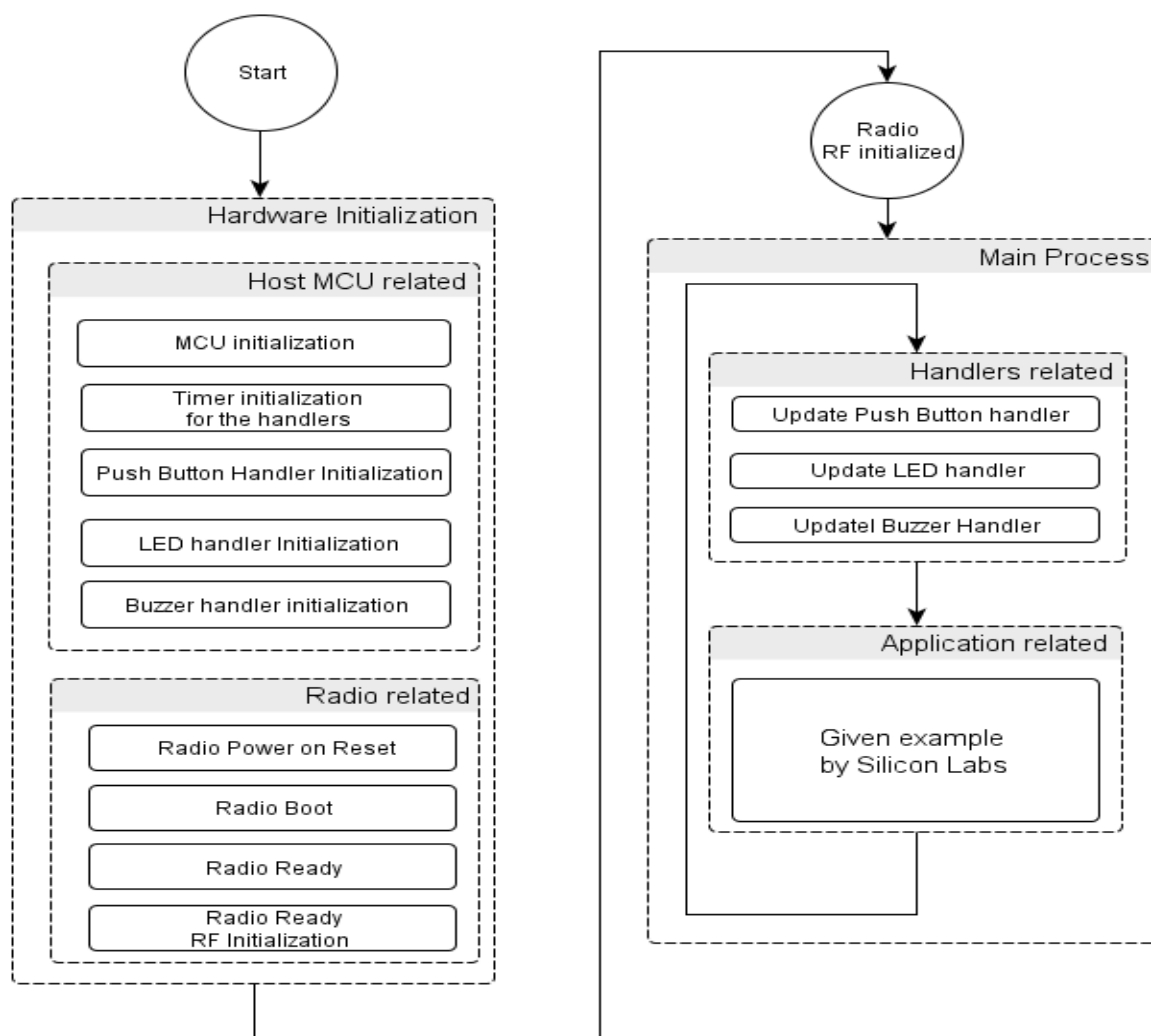 Start
Hardware Initialization
Host MCU related
MCU initialization
Timer initialization
for the handlers
Push Button Handler Initialization
LED handler Initialization
Buzzer handler initialization
Radio related
Radio Power on Reset
Radio Boot
Radio Ready
Radio Ready
RF Initialization
Radio
RF initialized
Main Process
Handlers related
Update Push Button handler
Update LED handler
Updatel Buzzer Handler
Application related
Given example
by Silicon Labs